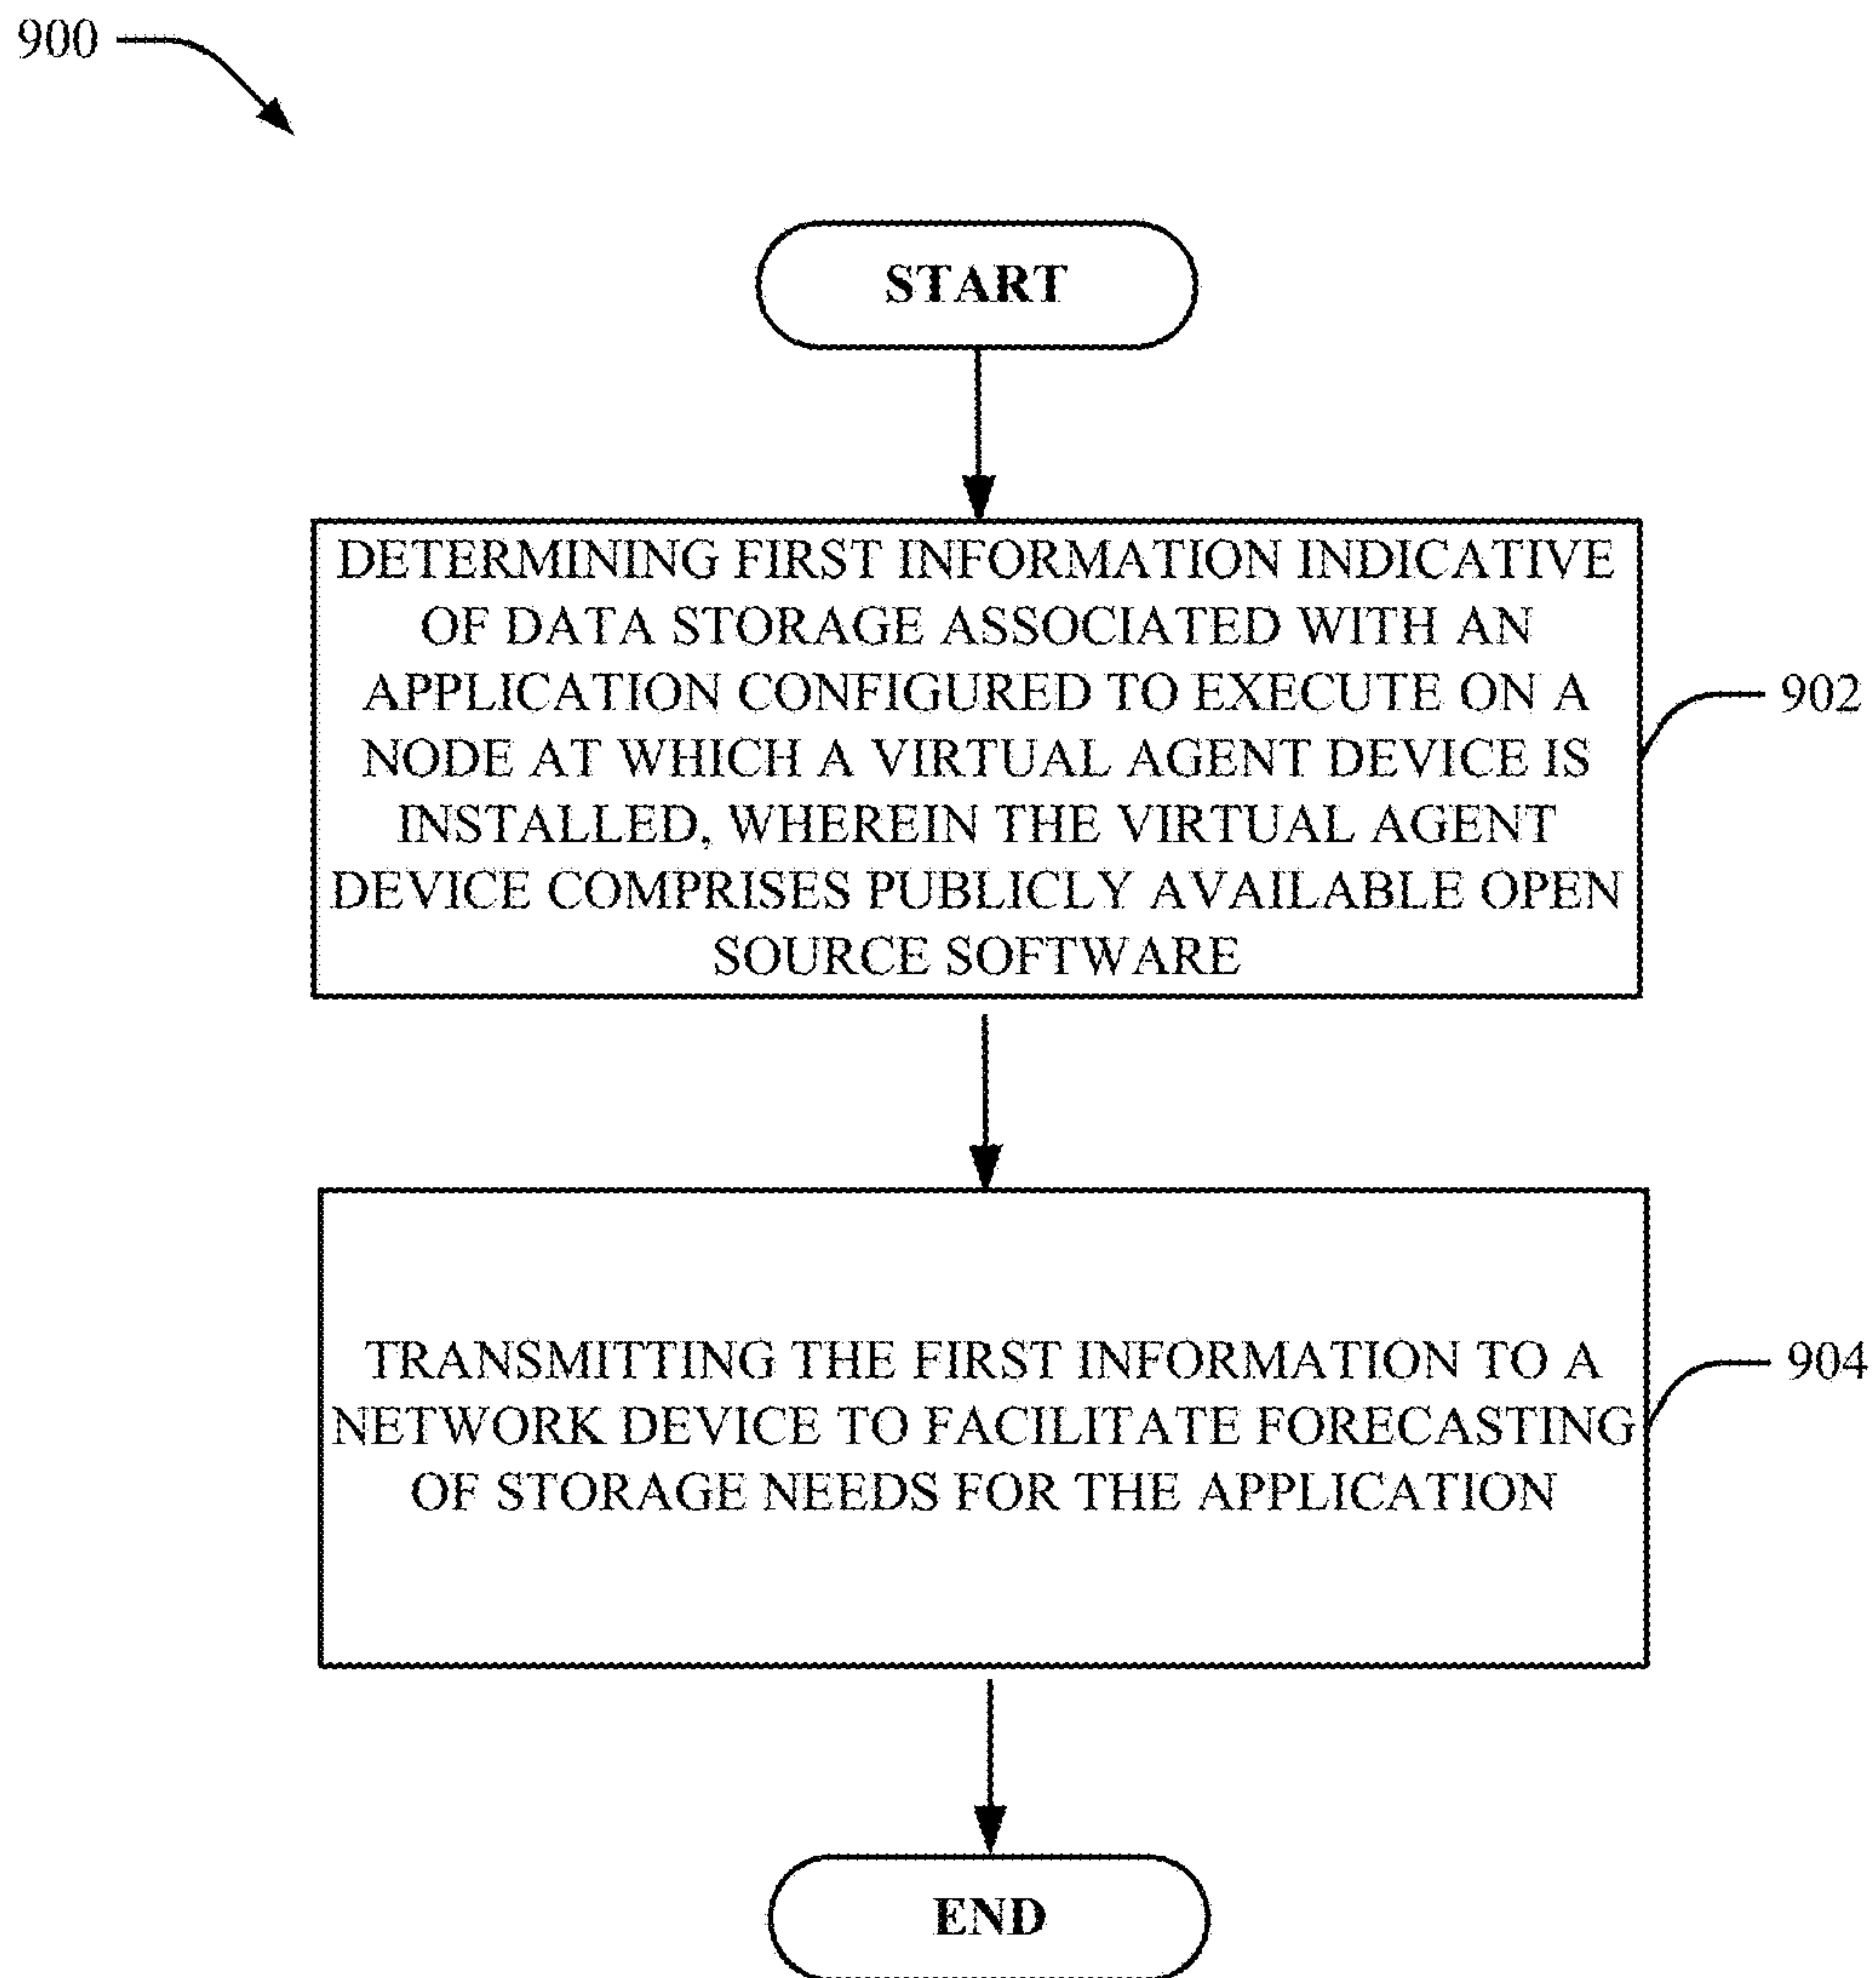 900
START
DETERMINING FIRST INFORMATION INDICATIVE
OF DATA STORAGE ASSOCIATED WITH AN
APPLICATION CONFIGURED TO EXECUTE ON A
NODE AT WHICH A VIRTUAL AGENT DEVICE IS
INSTALLED, WHEREIN THE VIRTUAL AGENT
DEVICE COMPRISES PUBLICLY AVAILABLE OPEN
SOURCE SOFTWARE
902
TRANSMITTING THE FIRST INFORMATION TO A
NETWORK DEVICE TO FACILITATE FORECASTING
OF STORAGE NEEDS FOR THE APPLICATION
904
END